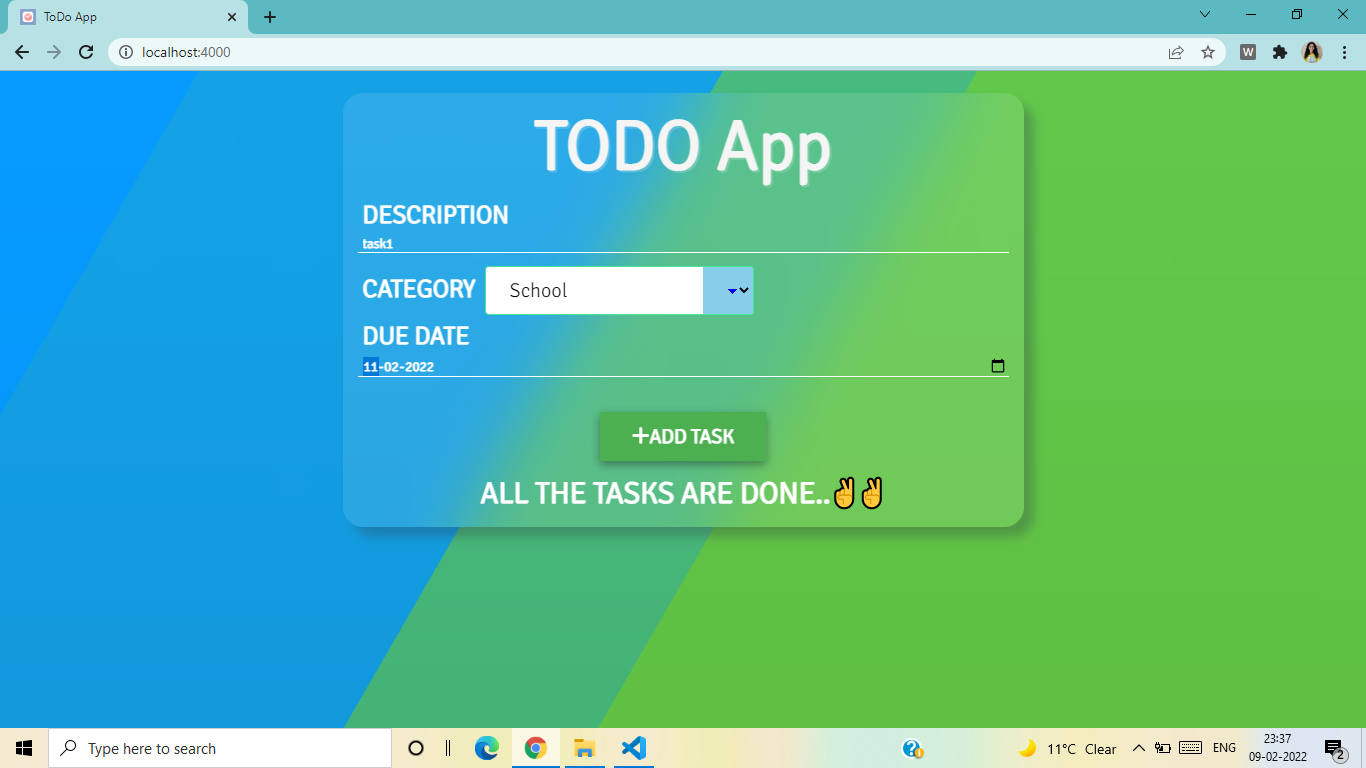 ToDo App
localhost:4000
W
TODO App
DESCRIPTION
task1
CATEGORY School
DUE DATE
11-02-2022
+ADD TASK
ALL THE TASKS ARE DONE..✌✌
Type here to search
11°C Clear
ENG
23:37
09-02-2022
2